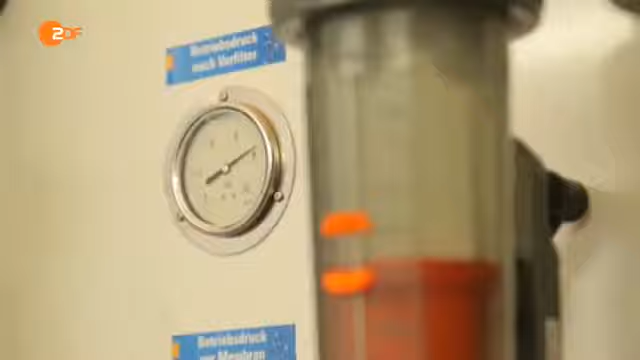 ZDF
Betriebsdruck
nach Vorfilter
Betriebsdruck
vor Membran